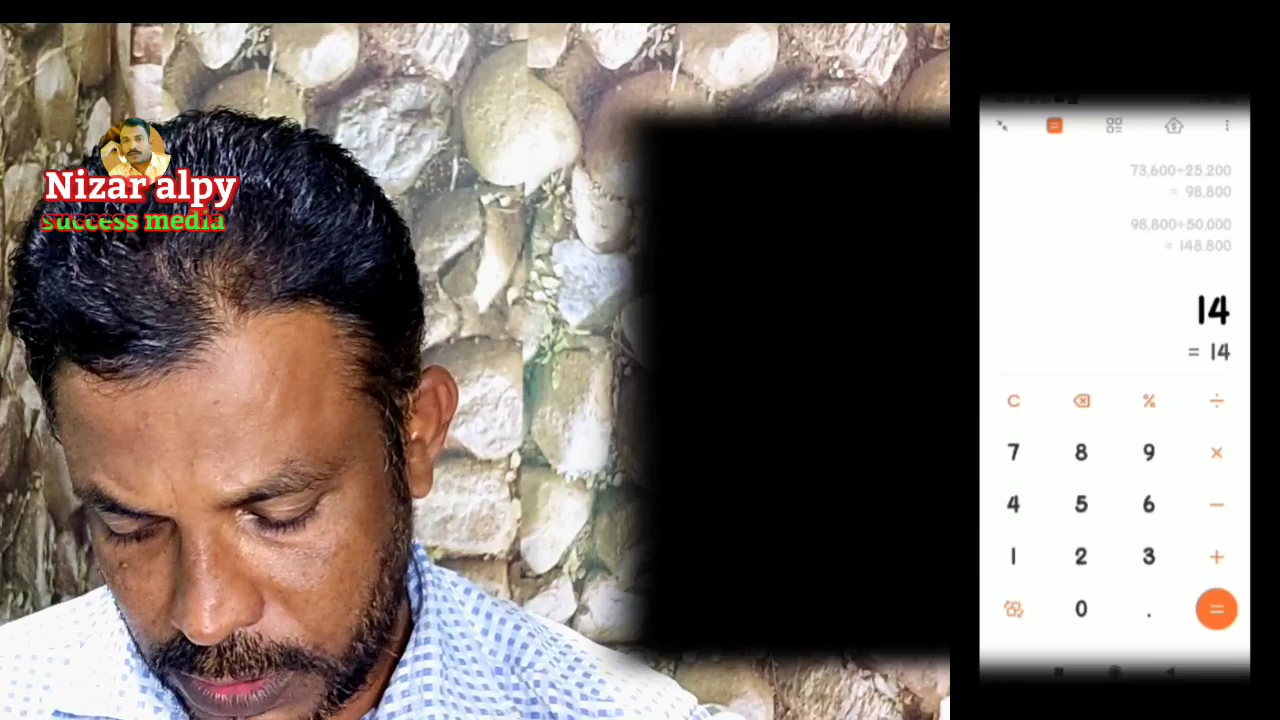 Nizar alpy
success media
73,600+25,200
= 98,800
98,800+50,000
= 148,800
14
= 14
C % ÷
7 8 9 ×
4 5 6 −
1 2 3 +
0 . =